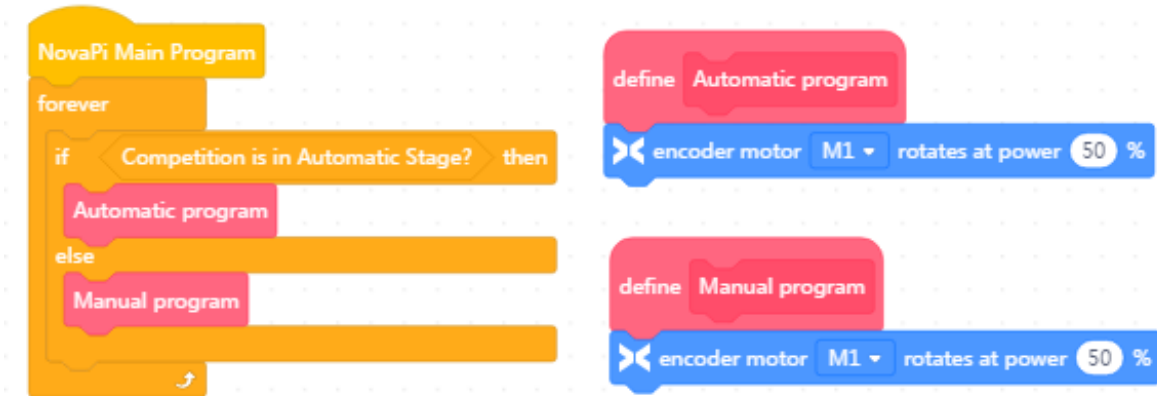 NovaPi Main Program
forever
if Competition is in Automatic Stage? then
Automatic program
else
Manual program
define Automatic program
encoder motor M1 rotates at power 50 %
define Manual program
encoder motor M1 rotates at power 50 %